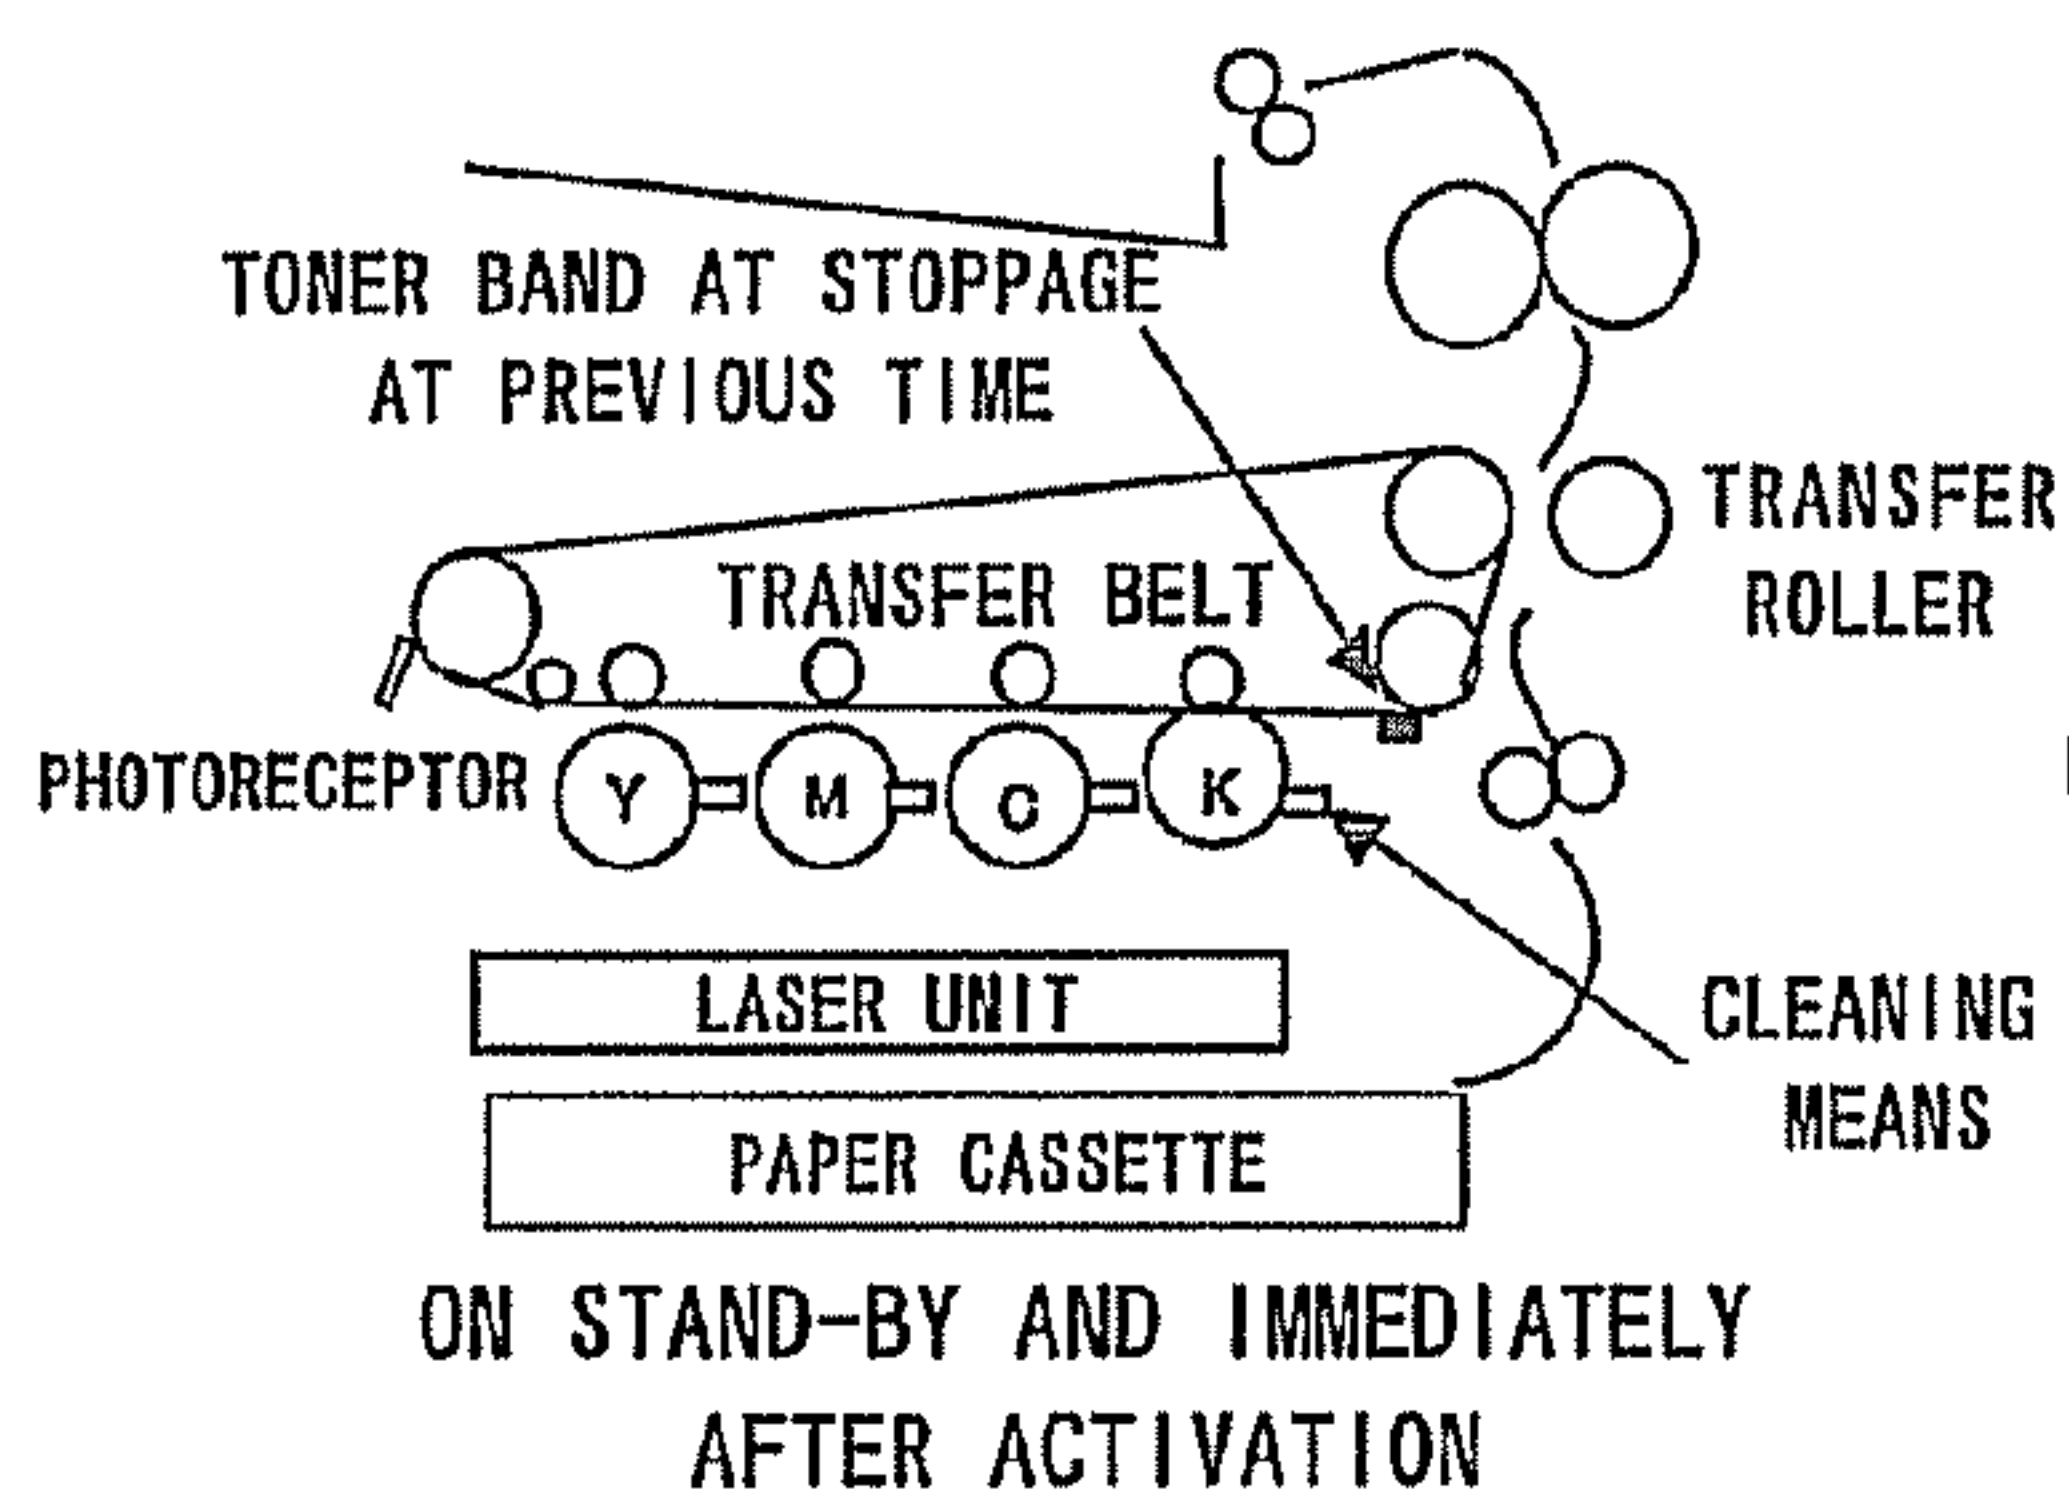 TONER BAND AT STOPPAGE
AT PREVIOUS TIME
TRANSFER
ROLLER
TRANSFER BELT
PHOTORECEPTOR
Y M C K
LASER UNIT
CLEANING
MEANS
PAPER CASSETTE
ON STAND-BY AND IMMEDIATELY
AFTER ACTIVATION